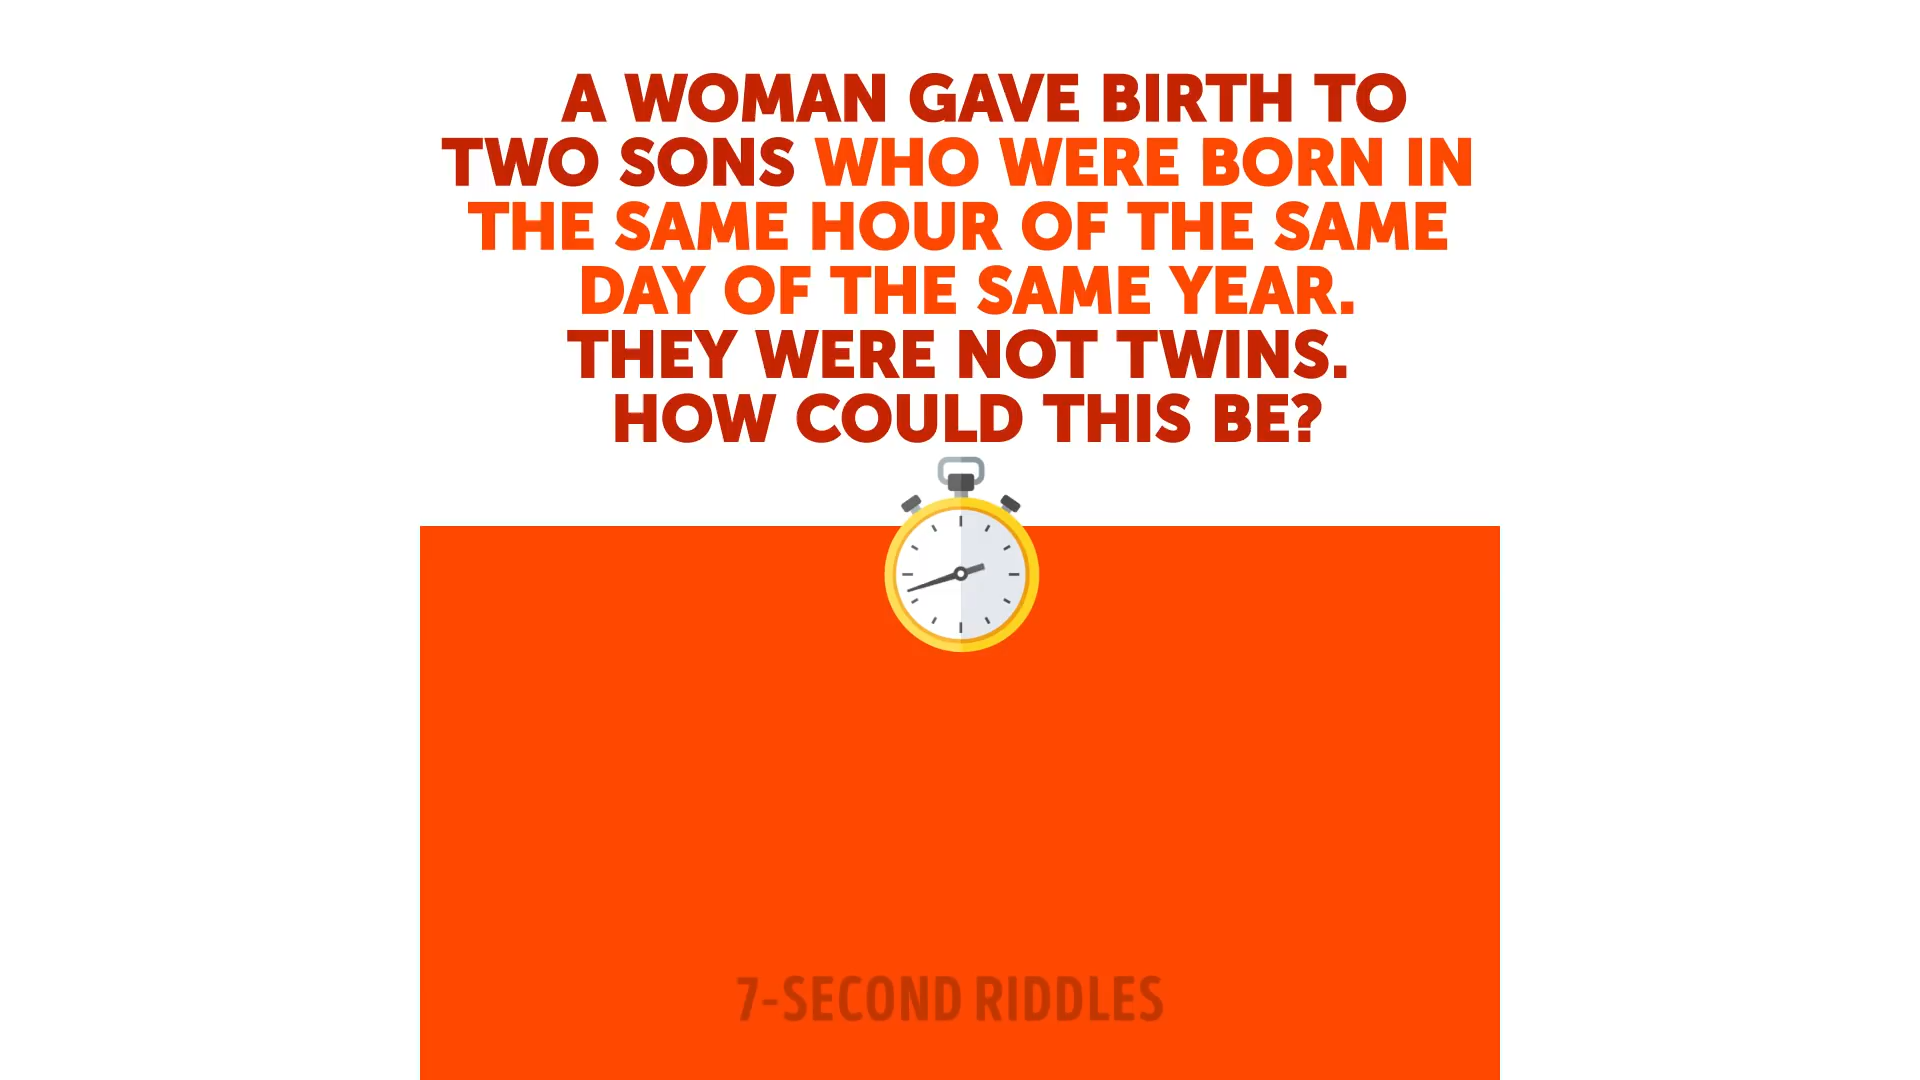 A WOMAN GAVE BIRTH TO
TWO SONS WHO WERE BORN IN
THE SAME HOUR OF THE SAME
DAY OF THE SAME YEAR.
THEY WERE NOT TWINS.
HOW COULD THIS BE?
7-SECOND RIDDLES